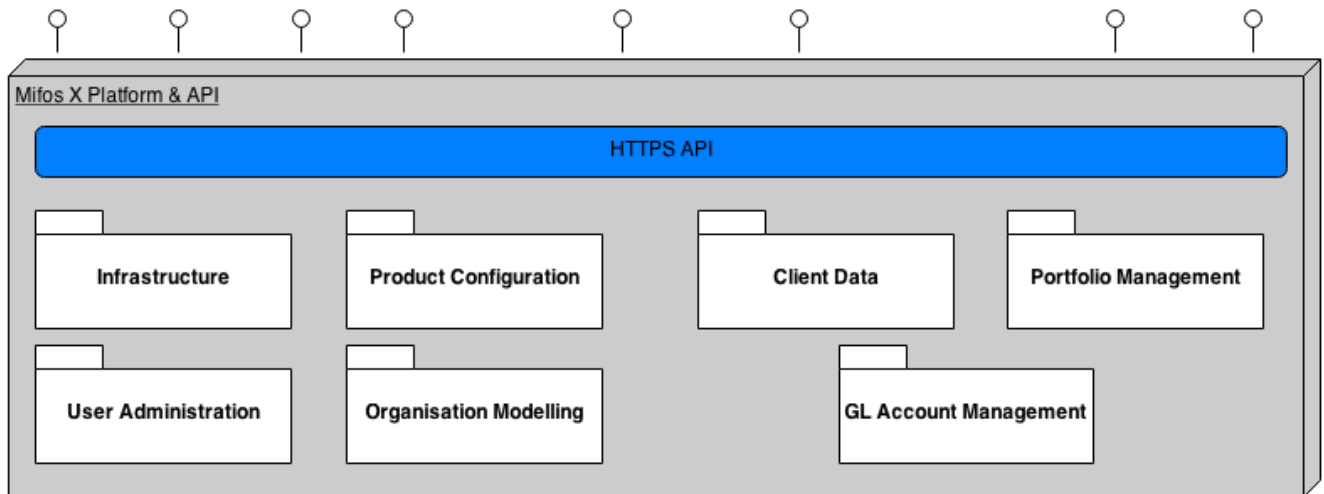 Mifos X Platform & API
HTTPS API
Infrastructure
Product Configuration
Client Data
Portfolio Management
User Administration
Organisation Modelling
GL Account Management